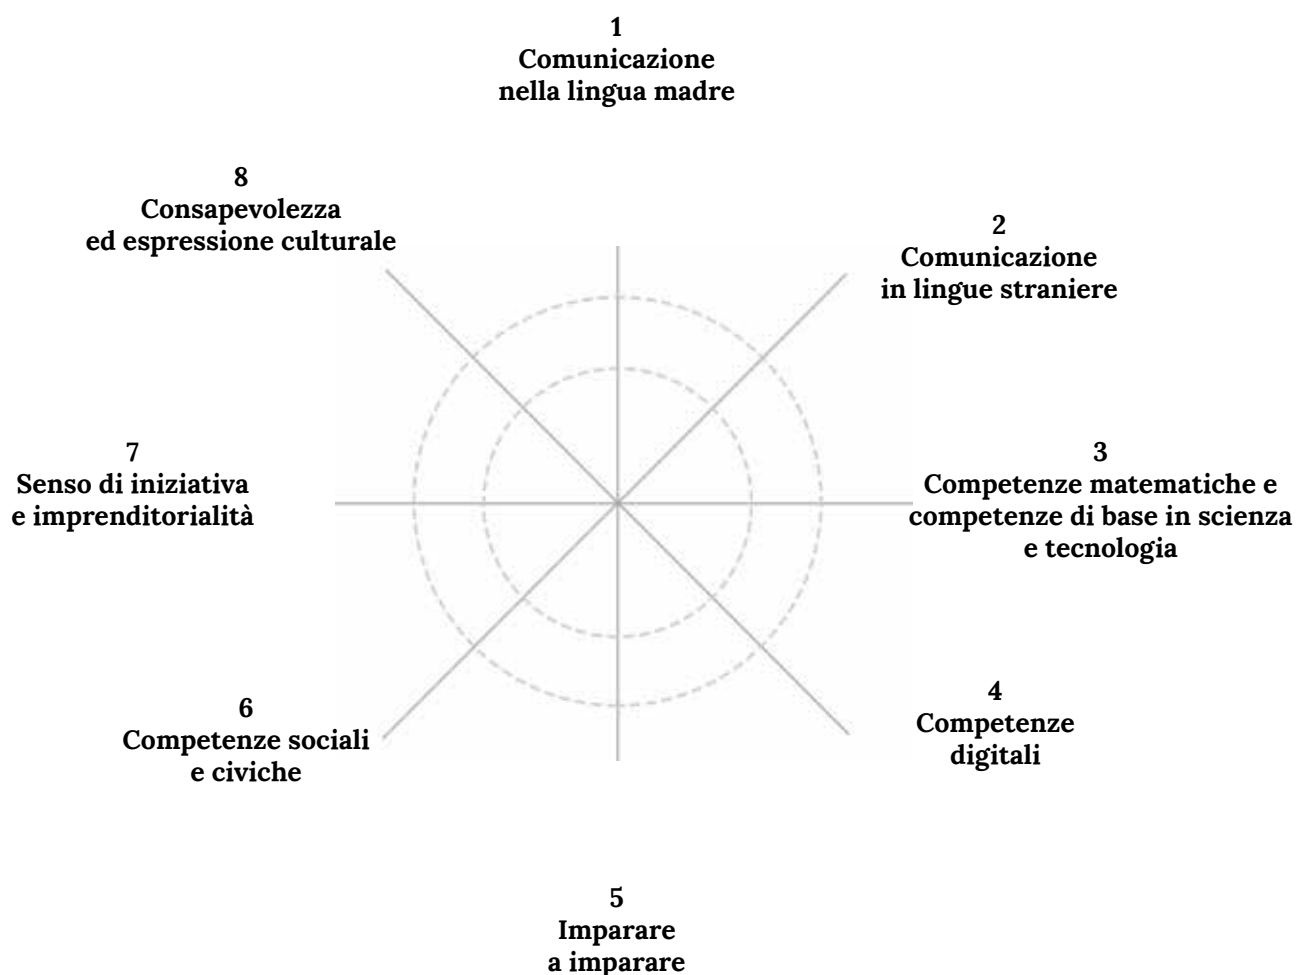 1
Comunicazione
nella lingua madre
2
Comunicazione
in lingue straniere
3
Competenze matematiche e
competenze di base in scienza
e tecnologia
4
Competenze
digitali
5
Imparare
a imparare
6
Competenze sociali
e civiche
7
Senso di iniziativa
e imprenditorialità
8
Consapevolezza
ed espressione culturale